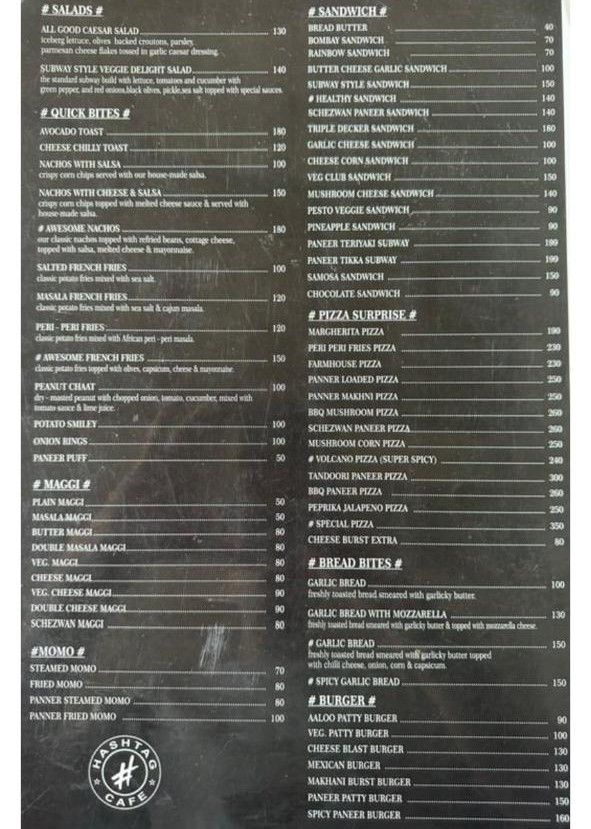 # SALADS #
ALL GOOD CAESAR SALAD 130
iceberg lettuce, olives backed croutons, parsley,
parmesan cheese flakes tossed in garlic caesar dressing.
SUBWAY STYLE VEGGIE DELIGHT SALAD 140
the standard subway build with lettuce, tomatoes and cucumber with
green pepper, and red onions,black olives, pickle,sea salt topped with special sauces.
# QUICK BITES #
AVOCADO TOAST 180
CHEESE CHILLY TOAST 120
NACHOS WITH SALSA 100
crispy corn chips served with our house-made salsa.
NACHOS WITH CHEESE & SALSA 150
crispy corn chips topped with melted cheese sauce & served with
house-made salsa.
# AWESOME NACHOS 180
our classic nachos topped with refried beans, cottage cheese,
topped with salsa, melted cheese & mayonnaise.
SALTED FRENCH FRIES 100
classic potato fries mixed with sea salt.
MASALA FRENCH FRIES 120
classic potato fries mixed with sea salt & cajun masala.
PERI - PERI FRIES 120
classic potato fries mixed with African peri - peri masala.
# AWESOME FRENCH FRIES 150
classic potato fries topped with olives, capsicum, cheese & mayonnaise.
PEANUT CHAAT 100
dry - roasted peanut with chopped onion, tomato, cucumber, mixed with
tomato sauce & lime juice.
POTATO SMILEY 100
ONION RINGS 100
PANEER PUFF 50
# MAGGI #
PLAIN MAGGI 50
MASALA MAGGI 50
BUTTER MAGGI 80
DOUBLE MASALA MAGGI 80
VEG. MAGGI 80
CHEESE MAGGI 80
VEG. CHEESE MAGGI 90
DOUBLE CHEESE MAGGI 90
SCHEZWAN MAGGI 80
#MOMO #
STEAMED MOMO 70
FRIED MOMO 80
PANNER STEAMED MOMO 80
PANNER FRIED MOMO 100
HASHTAG
#
CAFE
# SANDWICH #
BREAD BUTTER 40
BOMBAY SANDWICH 70
RAINBOW SANDWICH 70
BUTTER CHEESE GARLIC SANDWICH 100
SUBWAY STYLE SANDWICH 150
# HEALTHY SANDWICH 140
SCHEZWAN PANEER SANDWICH 140
TRIPLE DECKER SANDWICH 180
GARLIC CHEESE SANDWICH 100
CHEESE CORN SANDWICH 100
VEG CLUB SANDWICH 150
MUSHROOM CHEESE SANDWICH 140
PESTO VEGGIE SANDWICH 90
PINEAPPLE SANDWICH 90
PANEER TERIYAKI SUBWAY 199
PANEER TIKKA SUBWAY 199
SAMOSA SANDWICH 150
CHOCOLATE SANDWICH 90
# PIZZA SURPRISE #
MARGHERITA PIZZA 190
PERI PERI FRIES PIZZA 230
FARMHOUSE PIZZA 230
PANNER LOADED PIZZA 250
PANNER MAKHNI PIZZA 250
BBQ MUSHROOM PIZZA 260
SCHEZWAN PANEER PIZZA 260
MUSHROOM CORN PIZZA 250
# VOLCANO PIZZA (SUPER SPICY) 240
TANDOORI PANEER PIZZA 300
BBQ PANEER PIZZA 260
PEPRIKA JALAPENO PIZZA 250
# SPECIAL PIZZA 350
CHEESE BURST EXTRA 80
# BREAD BITES #
GARLIC BREAD 100
freshly toasted bread smeared with garlicky butter.
GARLIC BREAD WITH MOZZARELLA 130
freshly toasted bread smeared with garlicky butter & topped with mozzarella cheese.
# GARLIC BREAD 150
freshly toasted bread smeared with garlicky butter topped
with chilli cheese, onion, corn & capsicum.
# SPICY GARLIC BREAD 150
# BURGER #
AALOO PATTY BURGER 90
VEG. PATTY BURGER 100
CHEESE BLAST BURGER 130
MEXICAN BURGER 130
MAKHANI BURST BURGER 130
PANEER PATTY BURGER 150
SPICY PANEER BURGER 160